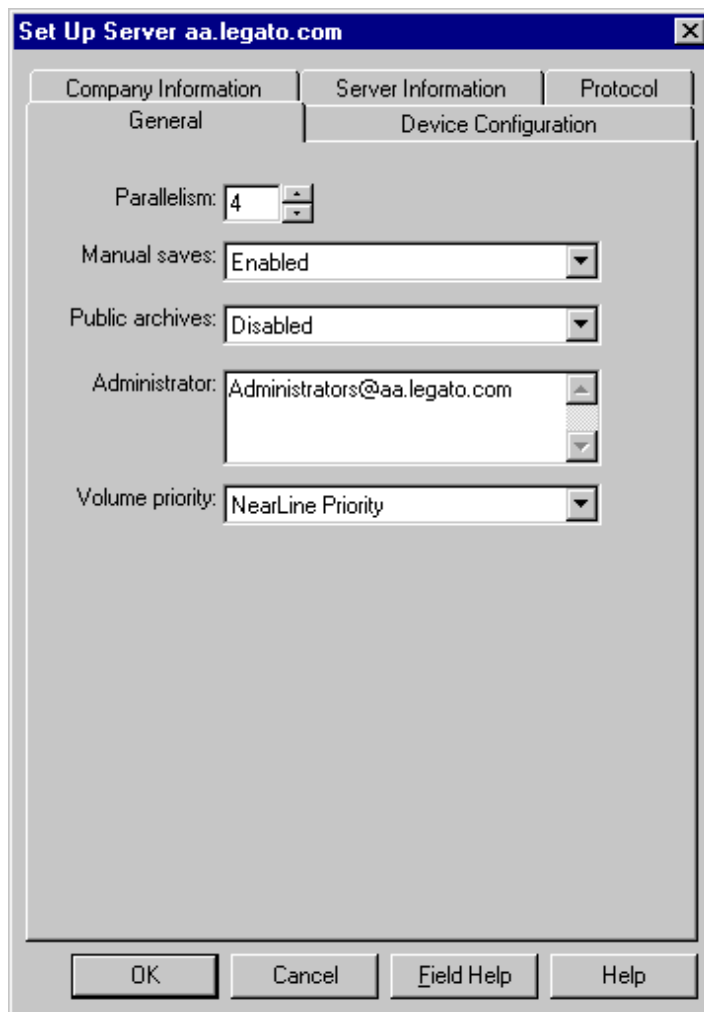 Set Up Server aa.legato.com
Company Information
Server Information
Protocol
General
Device Configuration
Parallelism: 4
Manual saves: Enabled
Public archives: Disabled
Administrator: Administrators@aa.legato.com
Volume priority: NearLine Priority
OK
Cancel
Field Help
Help